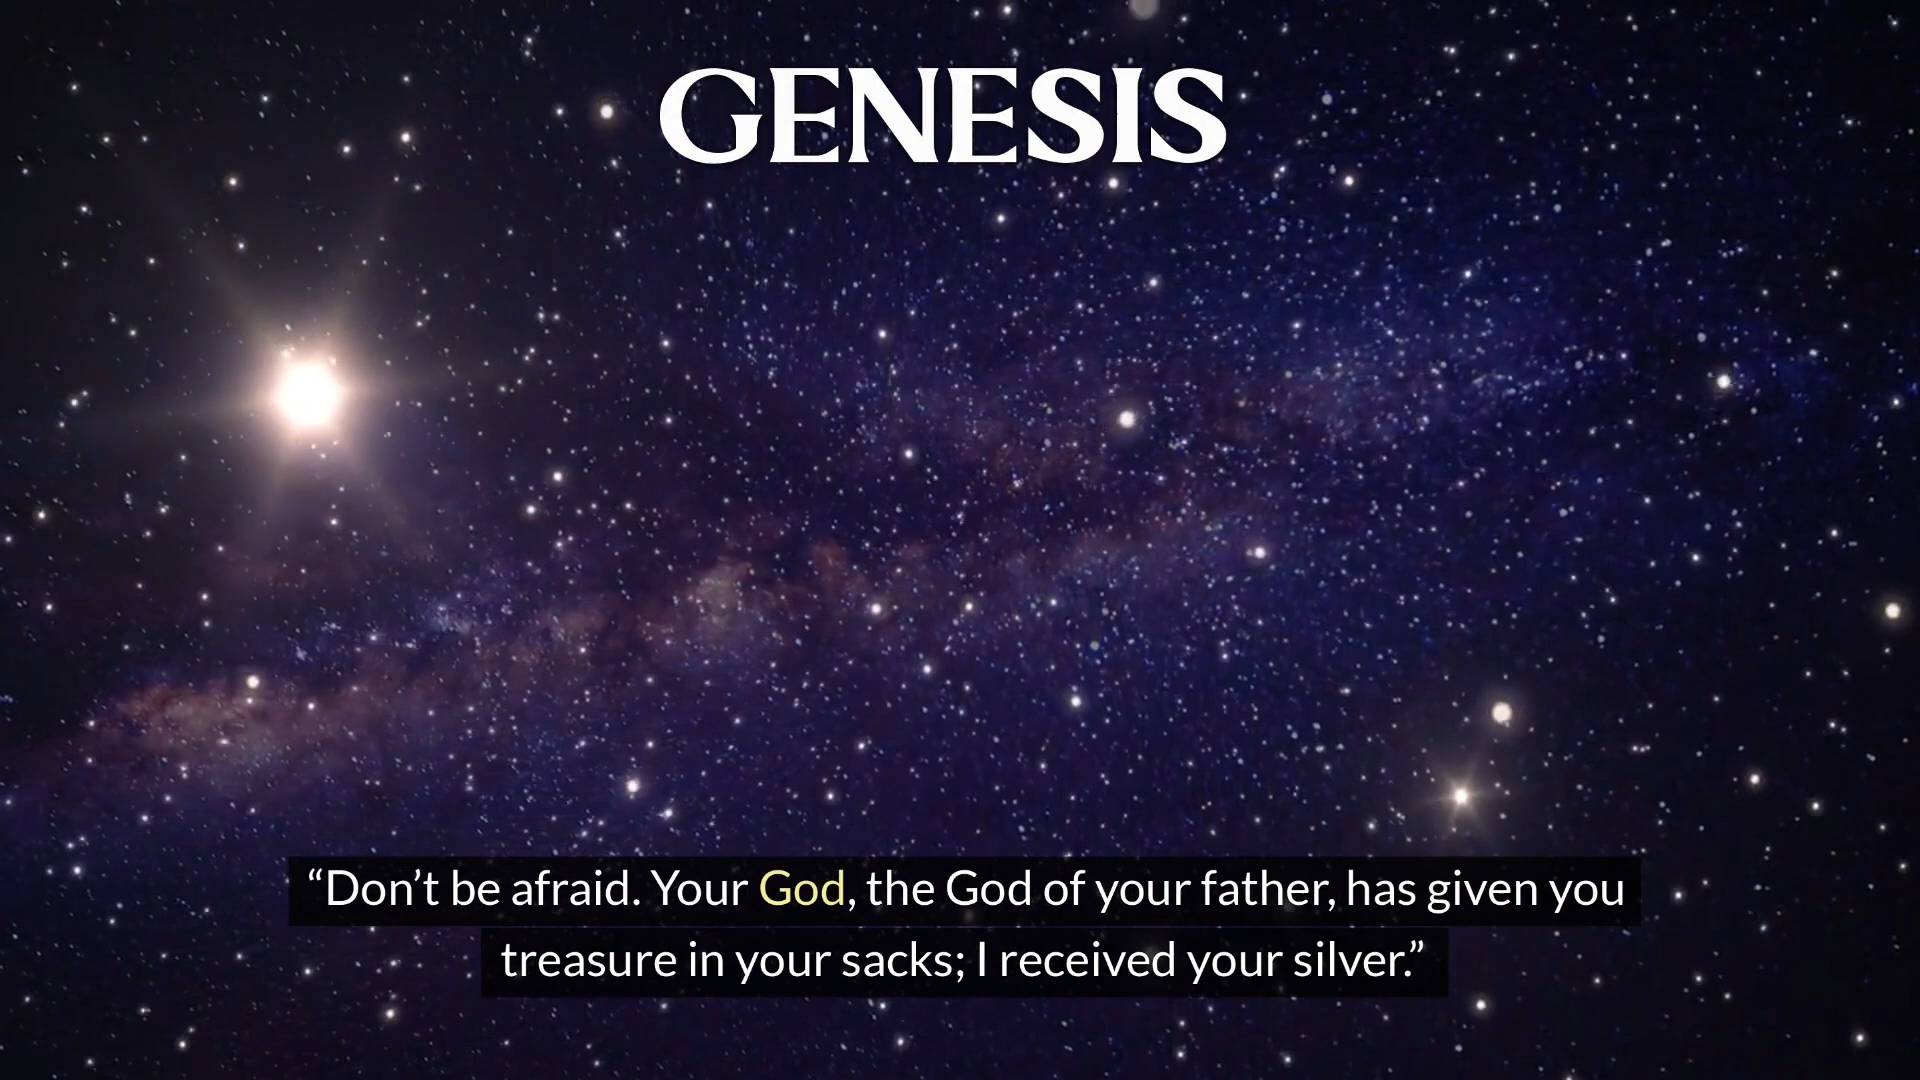 GENESIS
“Don’t be afraid. Your God, the God of your father, has given you
treasure in your sacks; I received your silver.”